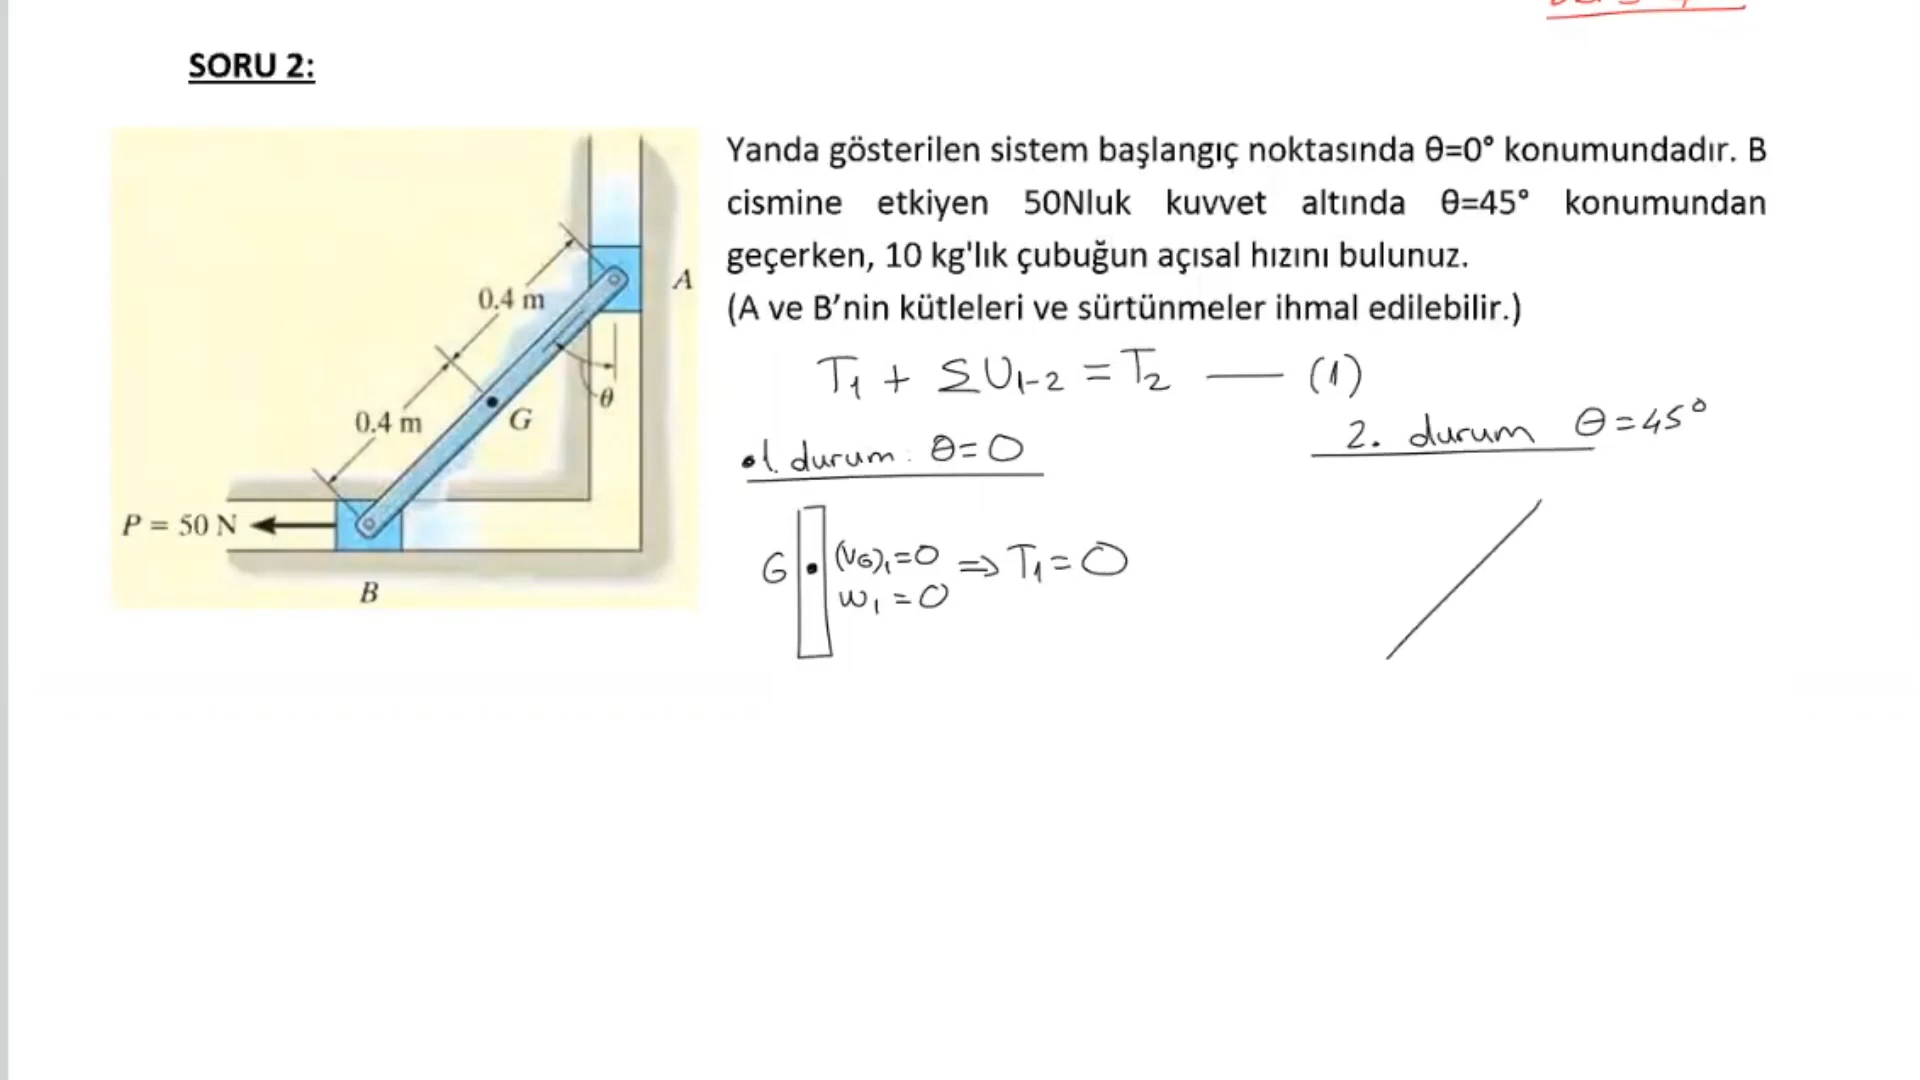 SORU 2:
Yanda gösterilen sistem başlangıç noktasında θ=0° konumundadır. B
cismine etkiyen 50Nluk kuvvet altında θ=45° konumundan
geçerken, 10 kg'lık çubuğun açısal hızını bulunuz.
(A ve B’nin kütleleri ve sürtünmeler ihmal edilebilir.)
0.4 m
A
θ
0.4 m
G
P = 50 N
B
T₁ + ΣU₁₋₂ = T₂ — (1)
•1. durum: θ=0
G (VG)₁=0 ⇒ T₁=0
w₁=0
2. durum θ=45°